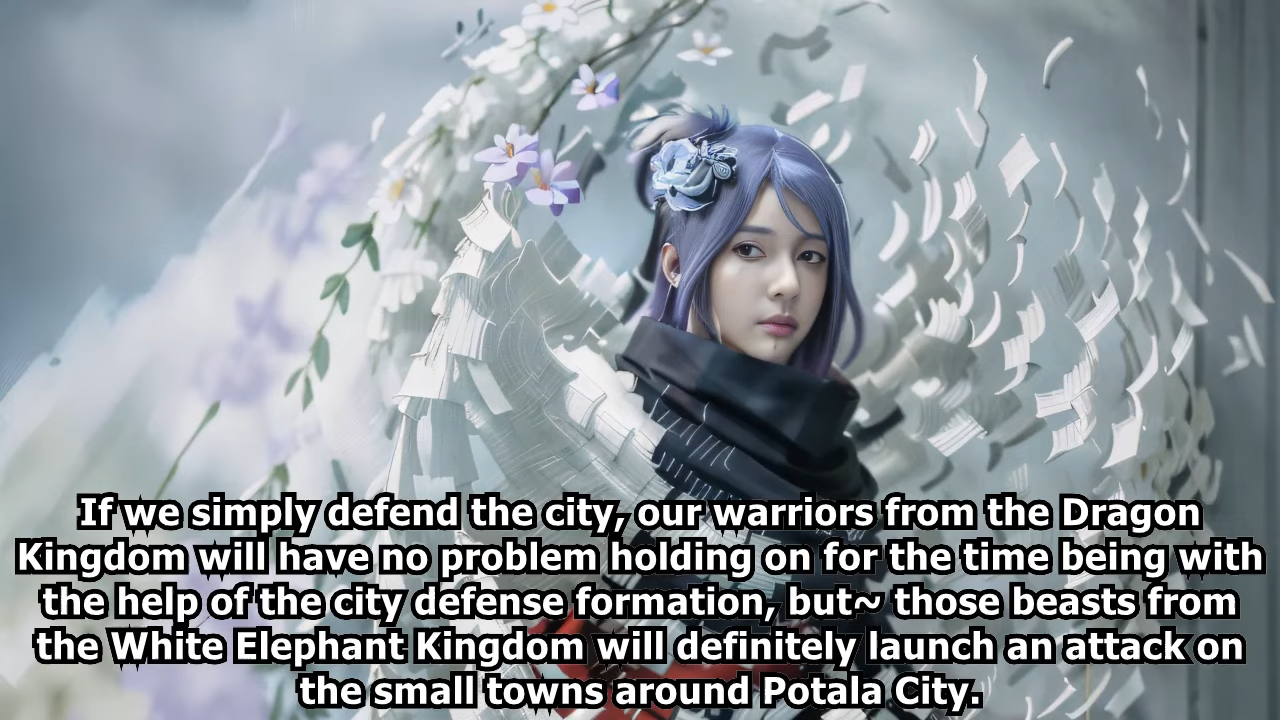 If we simply defend the city, our warriors from the Dragon
Kingdom will have no problem holding on for the time being with
the help of the city defense formation, but~ those beasts from
the White Elephant Kingdom will definitely launch an attack on
the small towns around Potala City.